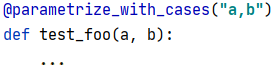 @parametrize_with_cases("a,b")
def test_foo(a, b):
    ...